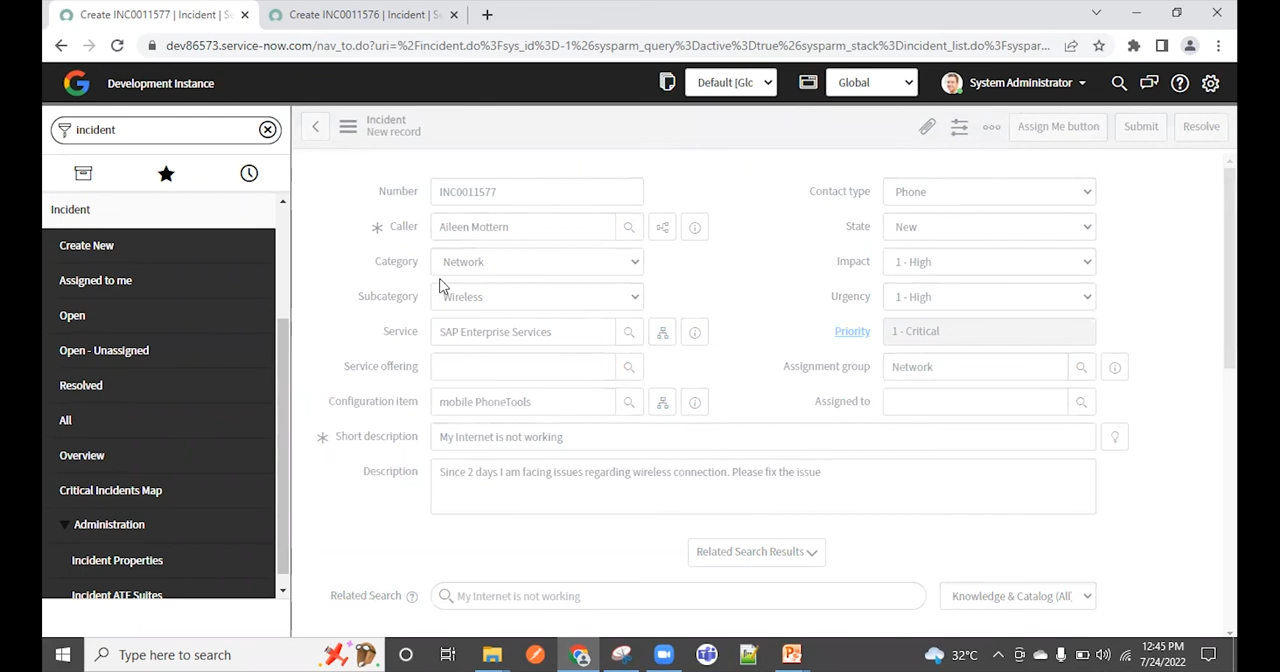 Create INC0011577 | Incident | Se
Create INC0011576 | Incident | S
dev86573.service-now.com/nav_to.do?uri=%2Fincident.do%3Fsys_id%3D-1%26sysparm_query%3Dactive%3Dtrue%26sysparm_stack%3Dincident_list.do%3Fsyspar...
Development Instance
Default [Glc
Global
System Administrator
incident
Incident
New record
Assign Me button
Submit
Resolve
Incident
Create New
Assigned to me
Open
Open - Unassigned
Resolved
All
Overview
Critical Incidents Map
Administration
Incident Properties
Incident ATF Suites
Number
INC0011577
Caller
Aileen Mottern
Category
Network
Subcategory
Wireless
Service
SAP Enterprise Services
Service offering
Configuration item
mobile PhoneTools
Contact type
Phone
State
New
Impact
1 - High
Urgency
1 - High
Priority
1 - Critical
Assignment group
Network
Assigned to
Short description
My Internet is not working
Description
Since 2 days I am facing issues regarding wireless connection. Please fix the issue
Related Search Results
Related Search
My Internet is not working
Knowledge & Catalog (All)
Type here to search
32°C
12:45 PM
7/24/2022